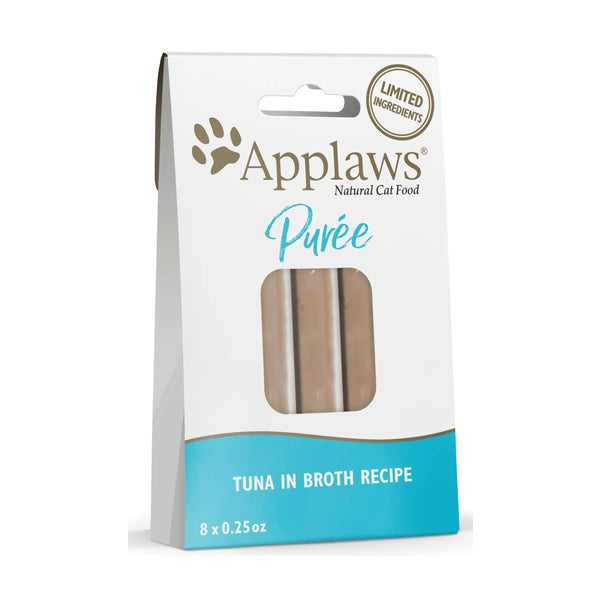 LIMITED
INGREDIENTS
Applaws®
Natural Cat Food
Purée
TUNA IN BROTH RECIPE
8 x 0.25oz